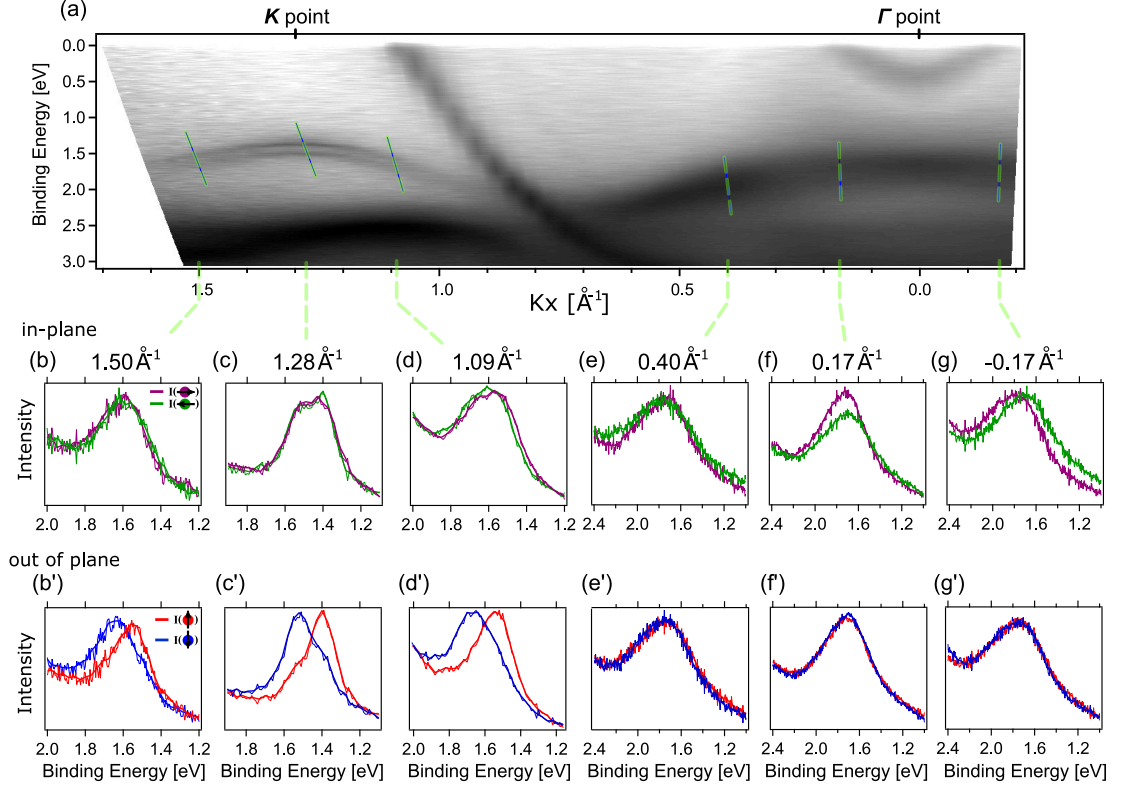 (a)
K point Γ point
Binding Energy [eV]
0.0
0.5
1.0
1.5
2.0
2.5
3.0
1.5 1.0 0.5 0.0
Kx [Å⁻¹]
in-plane
(b) (c) (d) (e) (f) (g)
1.50 Å⁻¹ 1.28 Å⁻¹ 1.09 Å⁻¹ 0.40 Å⁻¹ 0.17 Å⁻¹ -0.17 Å⁻¹
I( )
I( )
Intensity
2.0 1.8 1.6 1.4 1.2 1.8 1.6 1.4 1.2 2.0 1.8 1.6 1.4 1.2 2.4 2.0 1.6 1.2 2.4 2.0 1.6 1.2 2.4 2.0 1.6 1.2
out of plane
(b') (c') (d') (e') (f') (g')
I( )
I( )
Intensity
2.0 1.8 1.6 1.4 1.2 1.8 1.6 1.4 1.2 2.0 1.8 1.6 1.4 1.2 2.4 2.0 1.6 1.2 2.4 2.0 1.6 1.2 2.4 2.0 1.6 1.2
Binding Energy [eV] Binding Energy [eV] Binding Energy [eV] Binding Energy [eV] Binding Energy [eV] Binding Energy [eV]